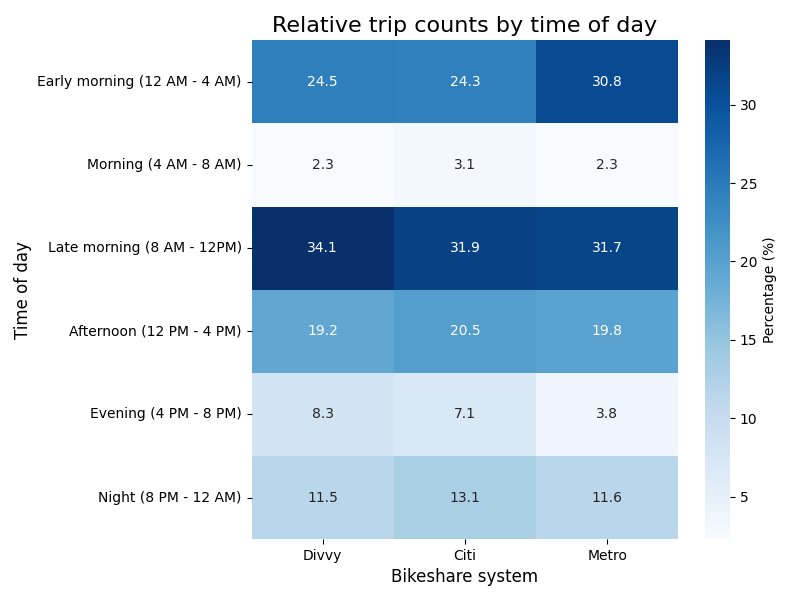 Relative trip counts by time of day
Time of day
Early morning (12 AM - 4 AM) 24.5 24.3 30.8
Morning (4 AM - 8 AM) 2.3 3.1 2.3
Late morning (8 AM - 12PM) 34.1 31.9 31.7
Afternoon (12 PM - 4 PM) 19.2 20.5 19.8
Evening (4 PM - 8 PM) 8.3 7.1 3.8
Night (8 PM - 12 AM) 11.5 13.1 11.6
Divvy Citi Metro
Bikeshare system
30
25
20
15
10
5
Percentage (%)